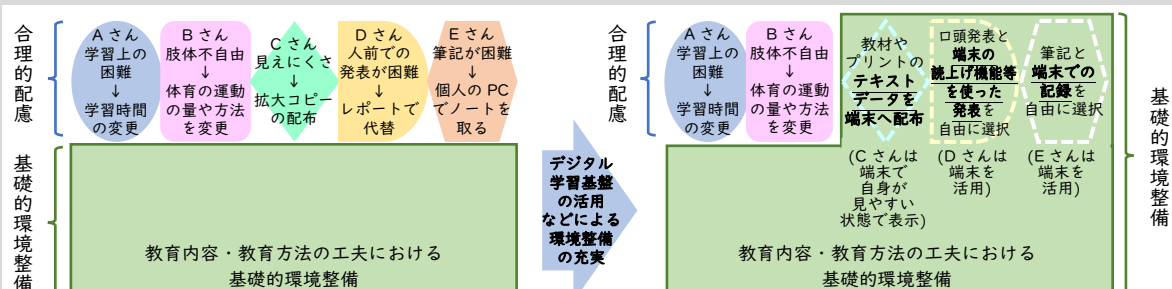 合理的配慮
A さん
学習上の
困難
↓
学習時間
の変更
B さん
肢体不自由
↓
体育の運動
の量や方法
を変更
C さん
見えにくさ
↓
拡大コピー
の配布
D さん
人前での
発表が困難
↓
レポートで
代替
E さん
筆記が困難
↓
個人の PC
でノートを
取る
基礎的環境整備
教育内容・教育方法の工夫における
基礎的環境整備
デジタル
学習基盤
の活用
などによる
環境整備
の充実
合理的配慮
A さん
学習上の
困難
↓
学習時間
の変更
B さん
肢体不自由
↓
体育の運動
の量や方法
を変更
教材や
プリントの
テキスト
データを
端末へ配布
口頭発表と
端末の
読上げ機能等
を使った
発表を
自由に選択
筆記と
端末での
記録を
自由に選択
(C さんは
端末で
自身が
見やすい
状態で表示)
(D さんは
端末を
活用)
(E さんは
端末を
活用)
教育内容・教育方法の工夫における
基礎的環境整備
基礎的環境整備